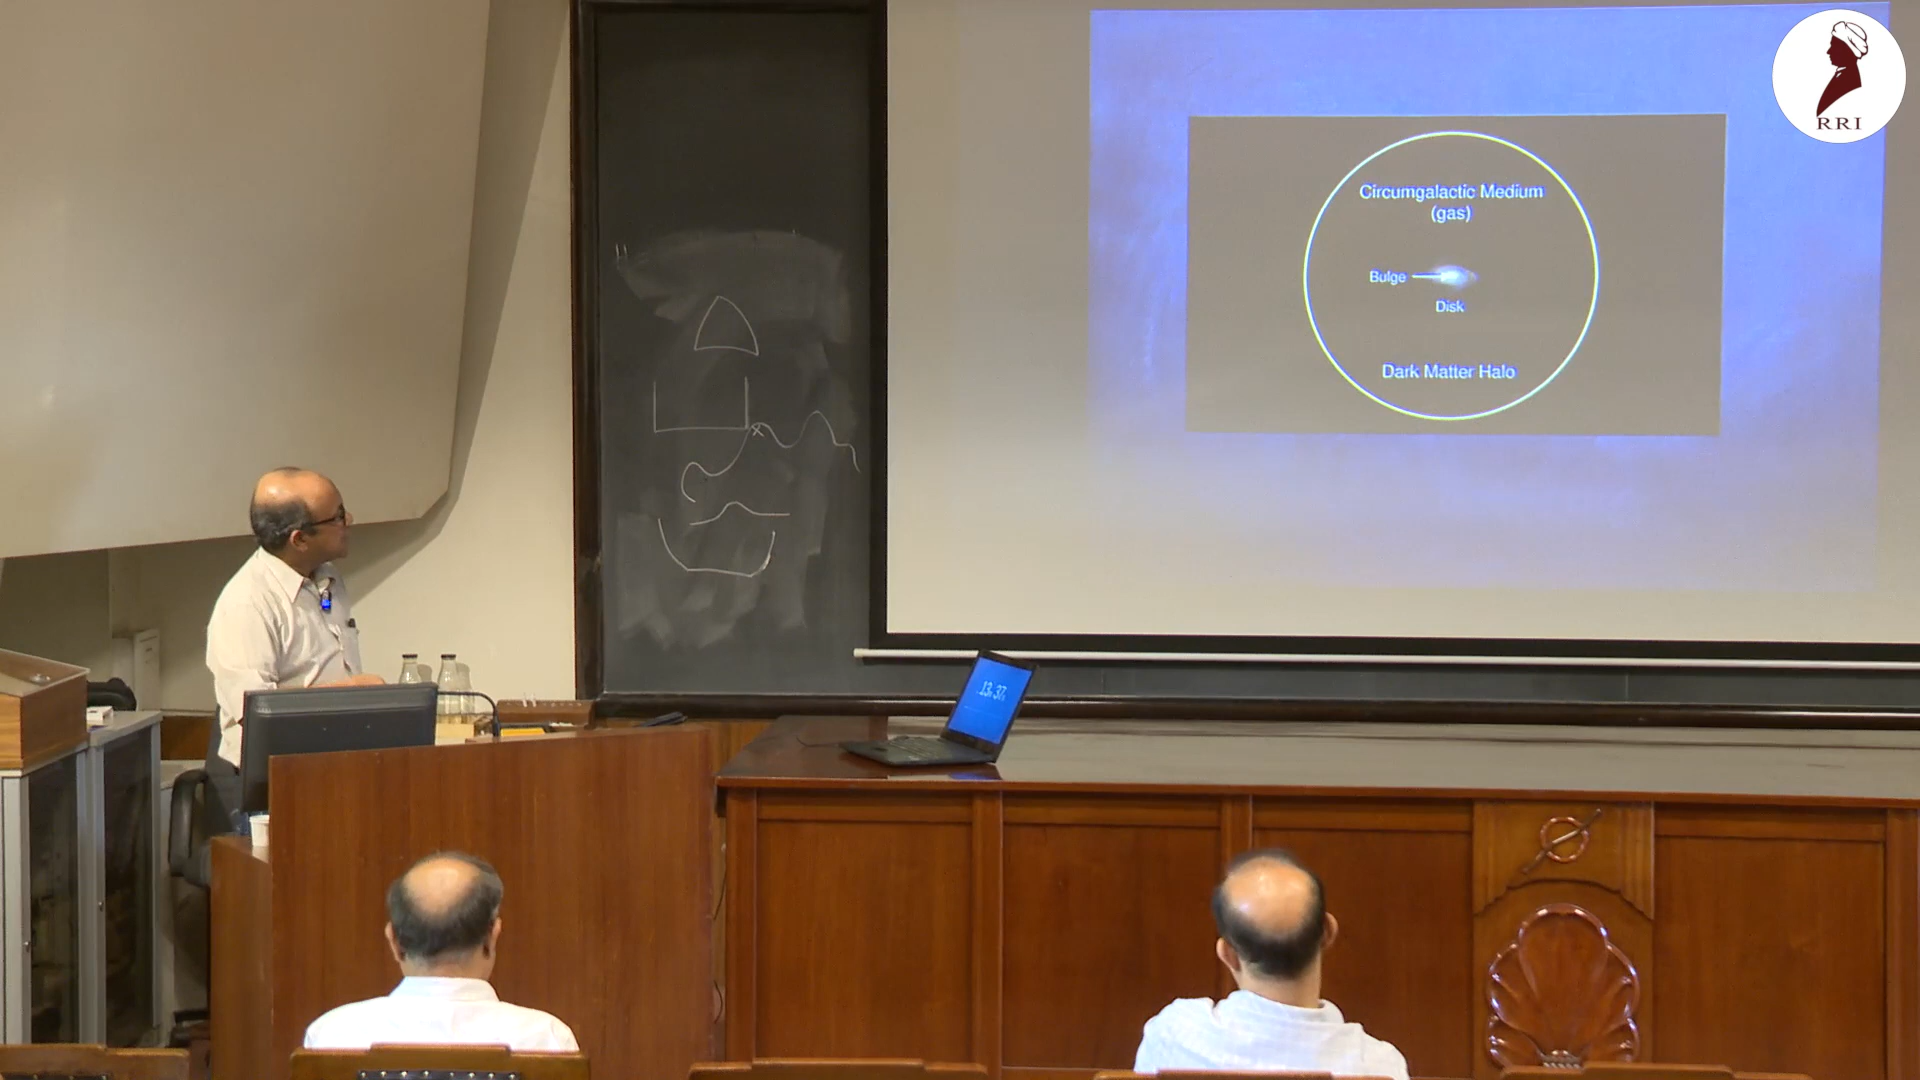 RRI
Circumgalactic Medium
(gas)
Bulge
Disk
Dark Matter Halo
13:37